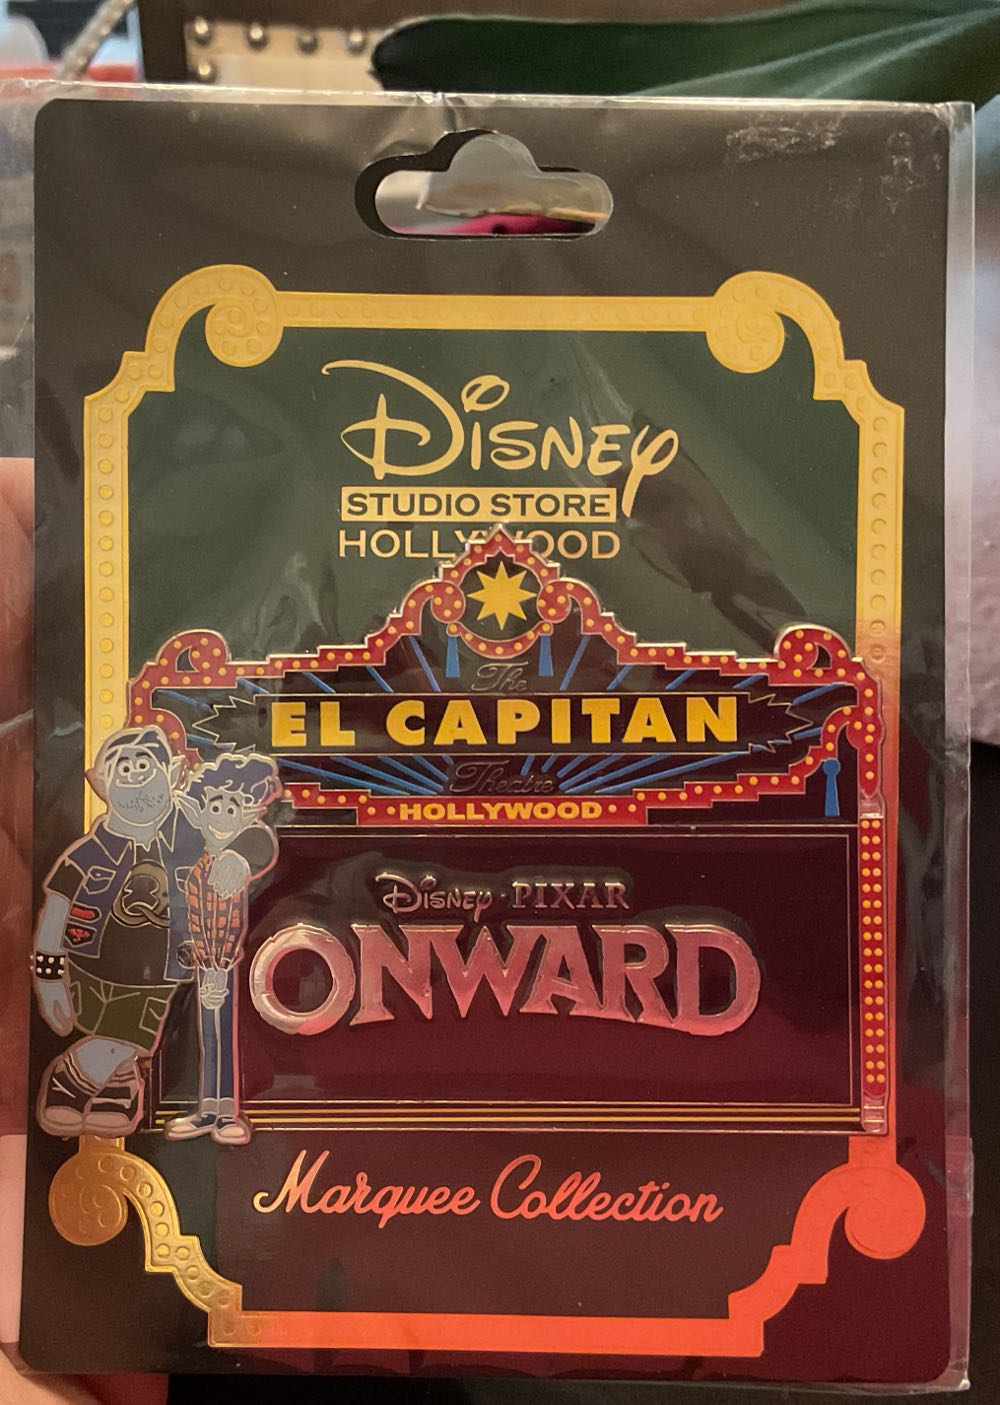 Disney
STUDIO STORE
HOLLYWOOD
The
EL CAPITAN
Theatre
HOLLYWOOD
Disney · PIXAR
ONWARD
Marquee Collection